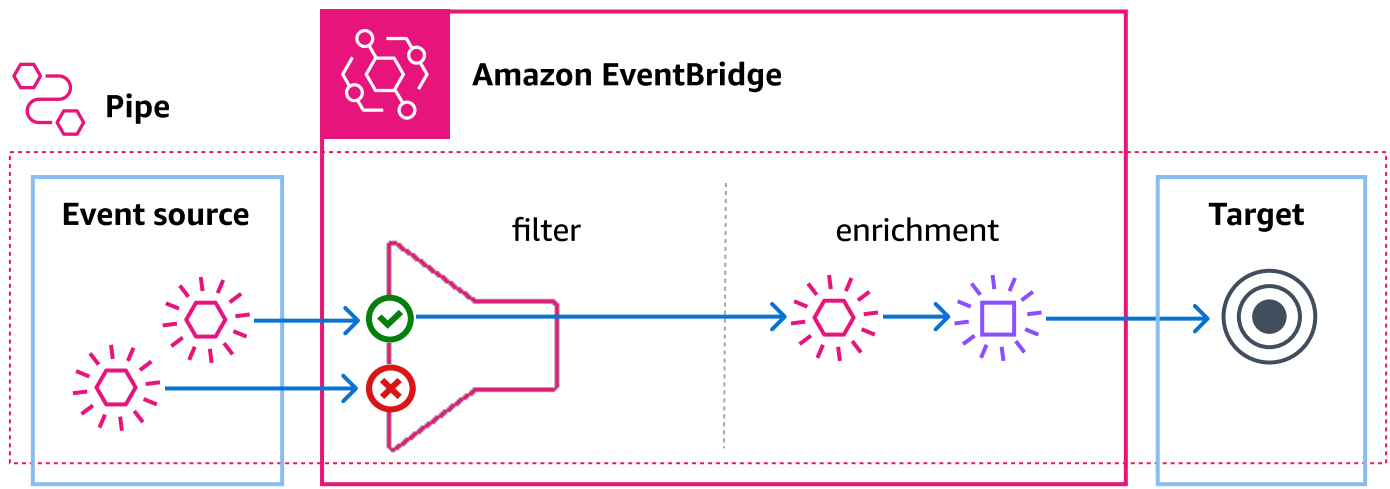 Amazon EventBridge
Pipe
Event source
filter
enrichment
Target